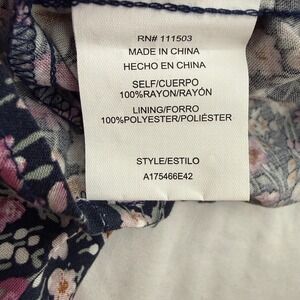 RN# 111503
MADE IN CHINA
HECHO EN CHINA
SELF/CUERPO
100%RAYON/RAYÓN
LINING/FORRO
100%POLYESTER/POLIÉSTER
STYLE/ESTILO
A175466E42